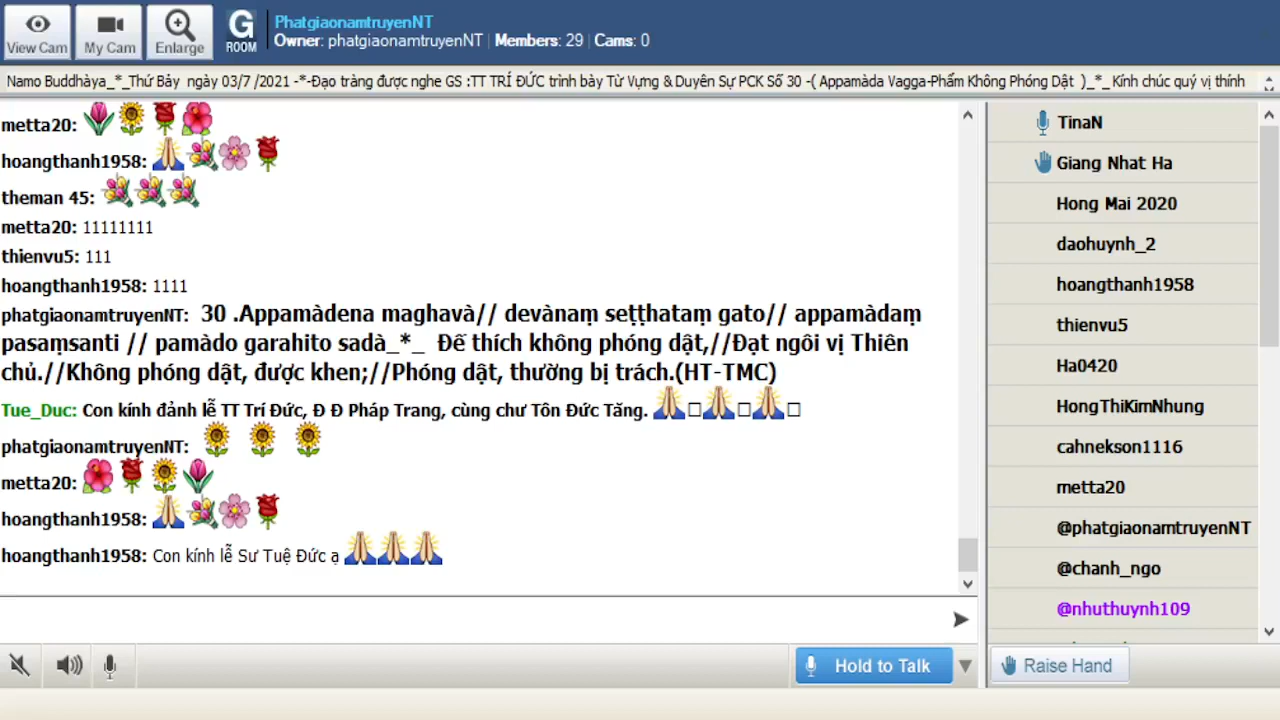 View Cam
My Cam
Enlarge
G
ROOM
PhatgiaonamtruyenNT
Owner: phatgiaonamtruyenNT | Members: 29 | Cams: 0
Namo Buddhàya_*_Thứ Bảy ngày 03/7 /2021 -*-Đạo tràng được nghe GS :TT TRÍ ĐỨC trình bày Từ Vựng & Duyên Sự PCK Số 30 -( Appamàda Vagga-Phẩm Không Phóng Dật )_*_ Kính chúc quý vị thính
metta20:
hoangthanh1958:
theman 45:
metta20: 11111111
thienvu5: 111
hoangthanh1958: 1111
phatgiaonamtruyenNT: 30 .Appamàdena maghavà// devànaṃ seṭṭhataṃ gato// appamàdaṃ
pasaṃsanti // pamàdo garahito sadà_*_ Đế thích không phóng dật,//Đạt ngôi vị Thiên
chủ.//Không phóng dật, được khen;//Phóng dật, thường bị trách.(HT-TMC)
Tue_Duc: Con kính đảnh lễ TT Trí Đức, Đ Đ Pháp Trang, cùng chư Tôn Đức Tăng.
phatgiaonamtruyenNT:
metta20:
hoangthanh1958:
hoangthanh1958: Con kính lễ Sư Tuệ Đức ạ
TinaN
Giang Nhat Ha
Hong Mai 2020
daohuynh_2
hoangthanh1958
thienvu5
Ha0420
HongThiKimNhung
cahnekson1116
metta20
@phatgiaonamtruyenNT
@chanh_ngo
@nhuthuynh109
Hold to Talk
Raise Hand